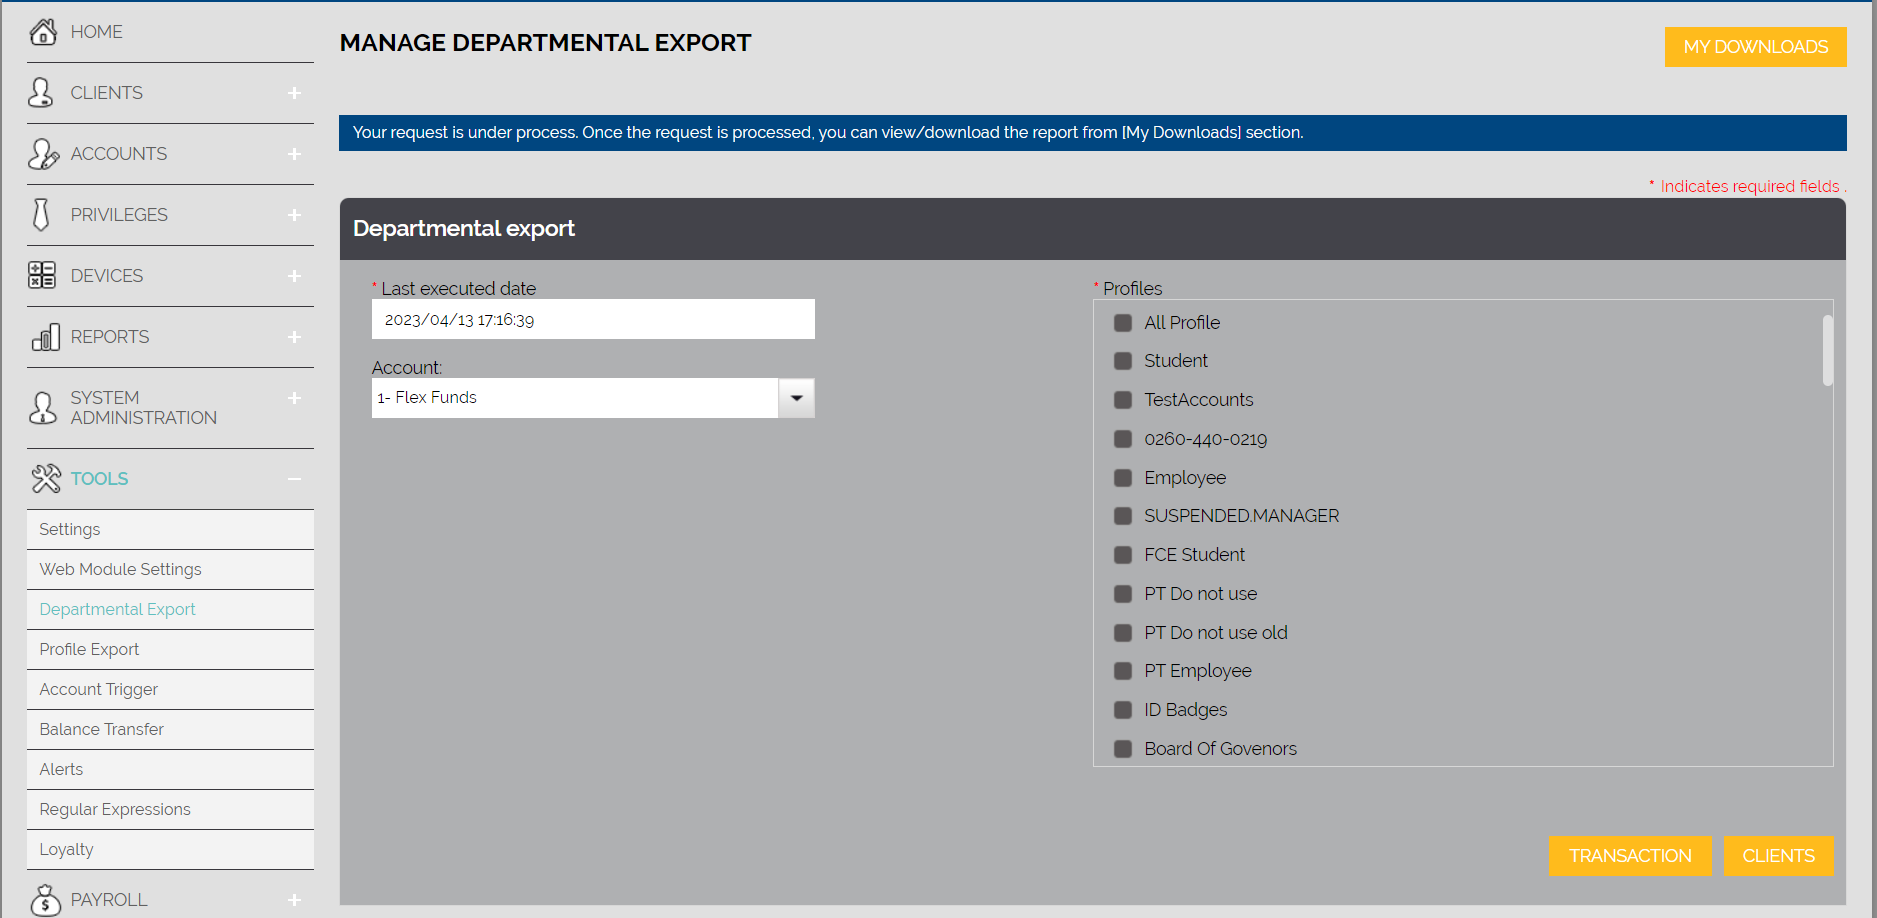 HOME
CLIENTS
ACCOUNTS
PRIVILEGES
DEVICES
REPORTS
SYSTEM
ADMINISTRATION
TOOLS
Settings
Web Module Settings
Departmental Export
Profile Export
Account Trigger
Balance Transfer
Alerts
Regular Expressions
Loyalty
PAYROLL
MANAGE DEPARTMENTAL EXPORT
MY DOWNLOADS
Your request is under process. Once the request is processed, you can view/download the report from [My Downloads] section.
* Indicates required fields .
Departmental export
* Last executed date
2023/04/13 17:16:39
Account:
1- Flex Funds
* Profiles
All Profile
Student
TestAccounts
0260-440-0219
Employee
SUSPENDED.MANAGER
FCE Student
PT Do not use
PT Do not use old
PT Employee
ID Badges
Board Of Govenors
TRANSACTION
CLIENTS